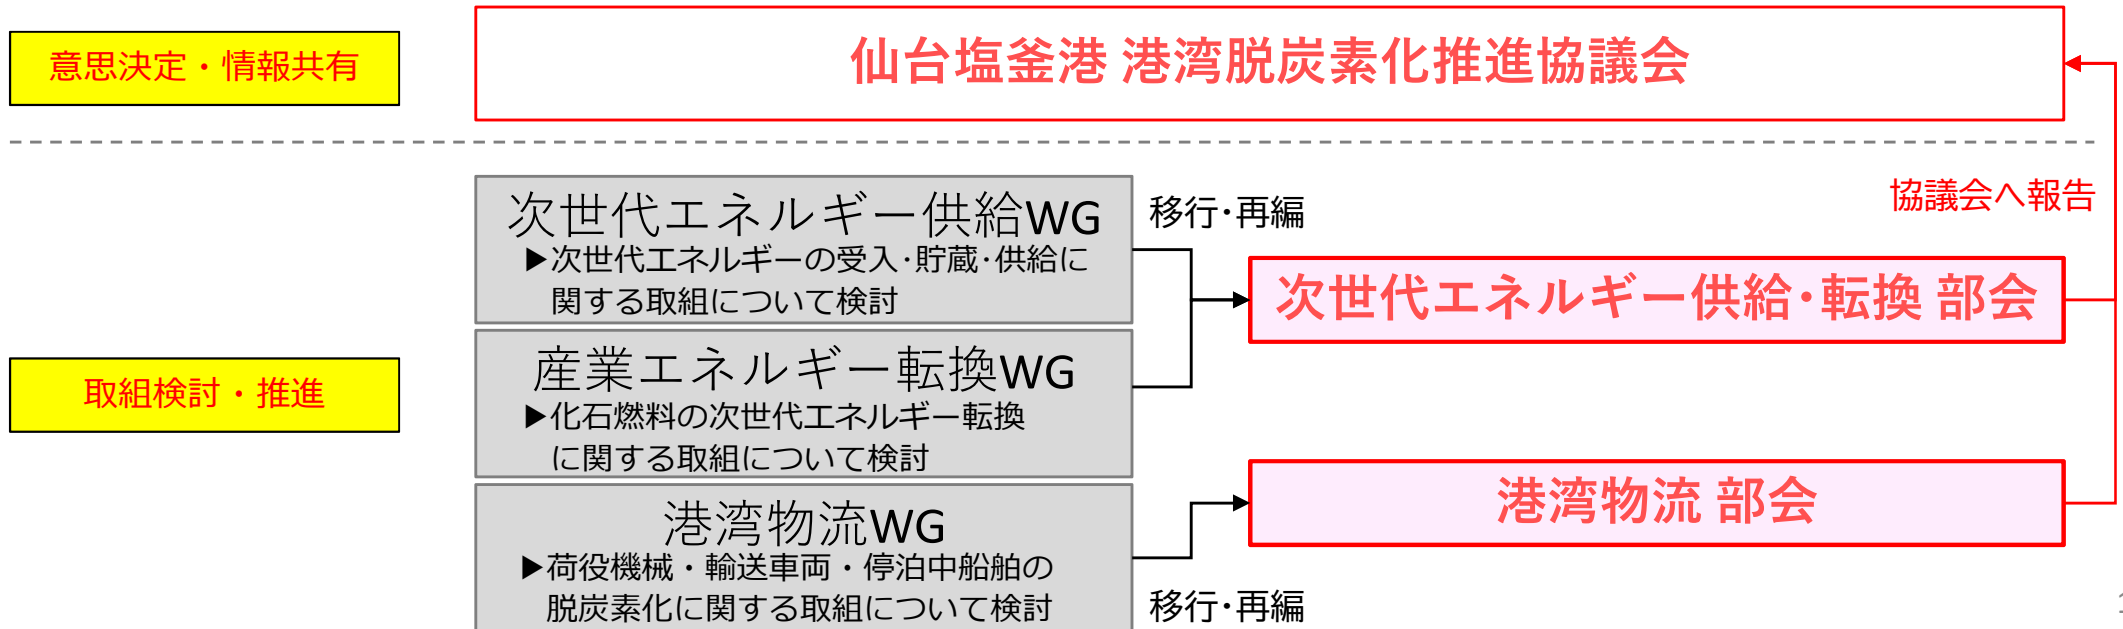 意思決定・情報共有
仙台塩釜港 港湾脱炭素化推進協議会
協議会へ報告
次世代エネルギー供給WG
▶次世代エネルギーの受入･貯蔵･供給に
関する取組について検討
移行･再編
次世代エネルギー供給･転換 部会
取組検討・推進
産業エネルギー転換WG
▶化石燃料の次世代エネルギー転換
に関する取組について検討
港湾物流WG
▶荷役機械・輸送車両・停泊中船舶の
脱炭素化に関する取組について検討
港湾物流 部会
移行･再編